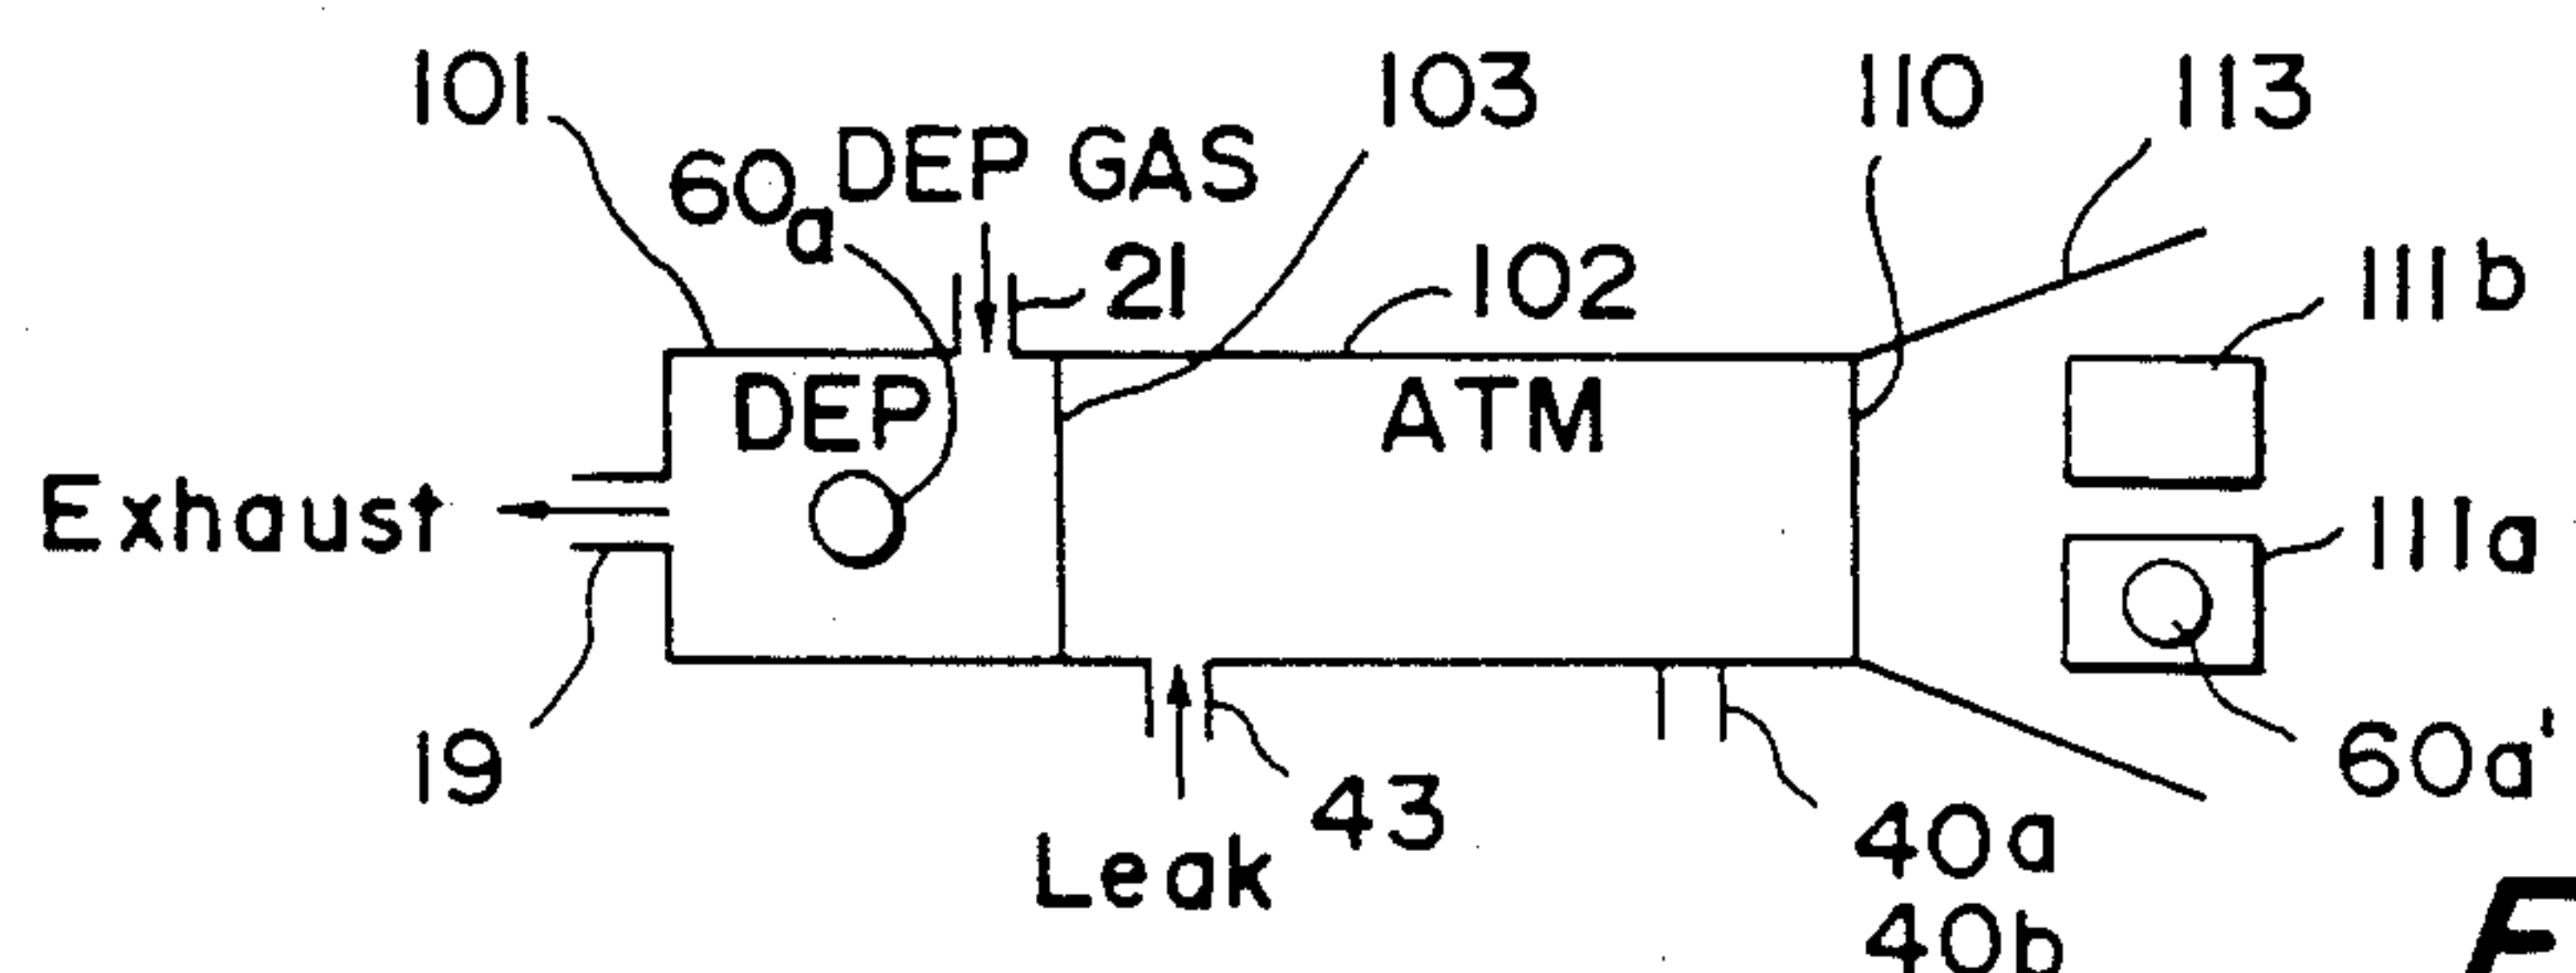 101
103
110
113
60a
DEP GAS
21
102
111b
DEP
ATM
Exhaust
111a
19
43
60a'
Leak
40a
40b
F